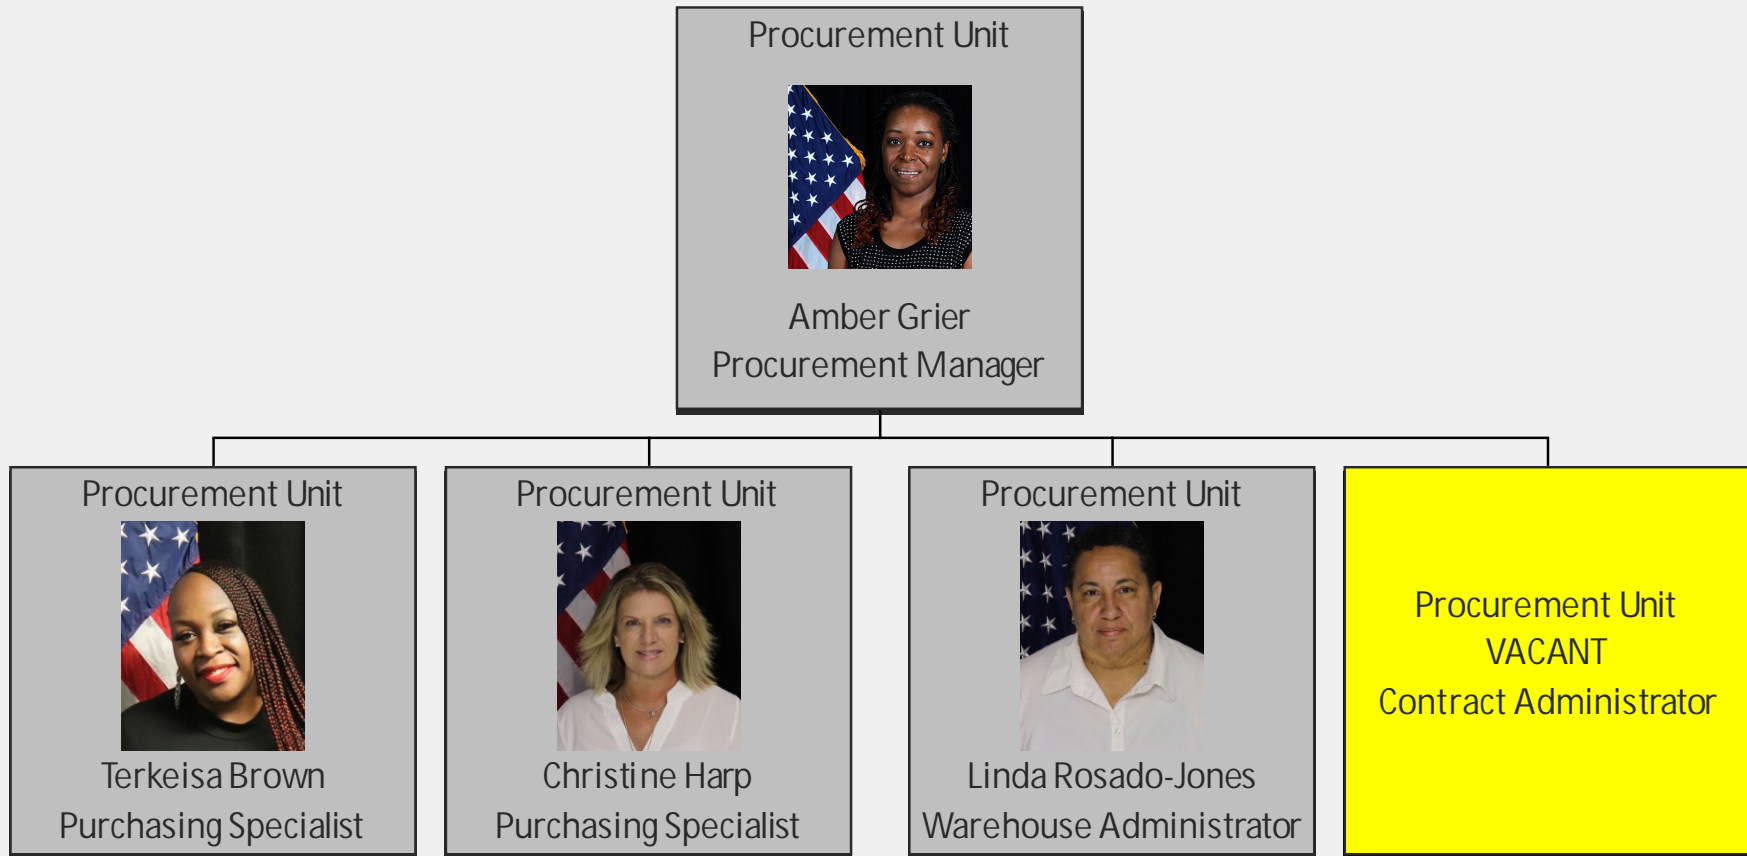 Procurement Unit
Amber Grier
Procurement Manager
Procurement Unit
Terkeisa Brown
Purchasing Specialist
Procurement Unit
Christine Harp
Purchasing Specialist
Procurement Unit
Linda Rosado-Jones
Warehouse Administrator
Procurement Unit
VACANT
Contract Administrator